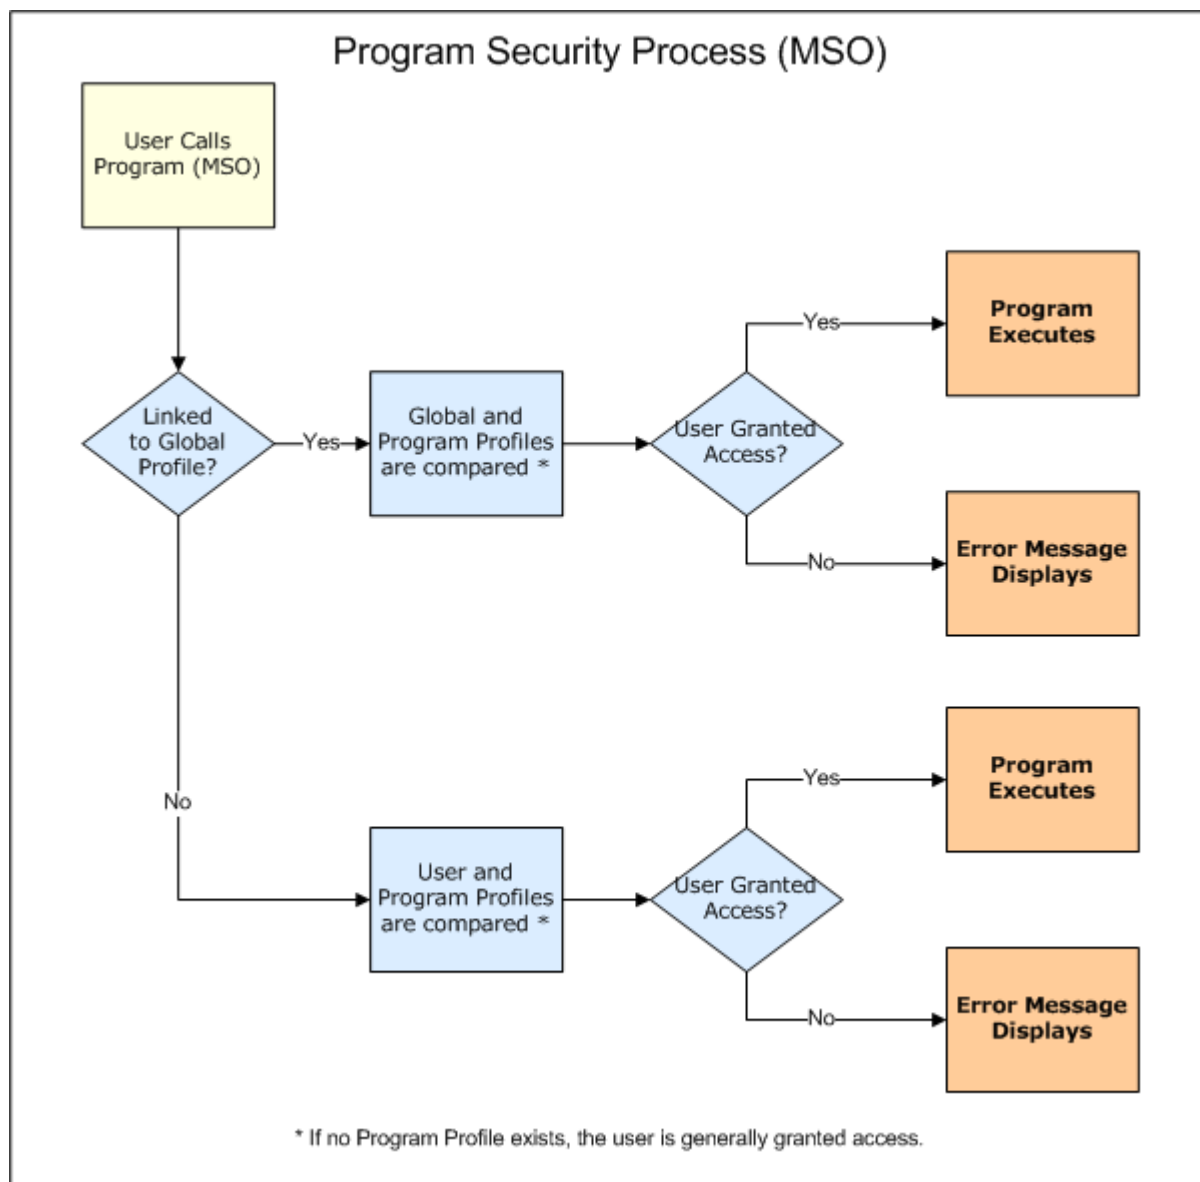 Program Security Process (MSO)
User Calls
Program (MSO)
Linked
to Global
Profile?
Yes
Global and
Program Profiles
are compared *
User Granted
Access?
Yes
Program
Executes
No
Error Message
Displays
No
User and
Program Profiles
are compared *
User Granted
Access?
Yes
Program
Executes
No
Error Message
Displays
* If no Program Profile exists, the user is generally granted access.